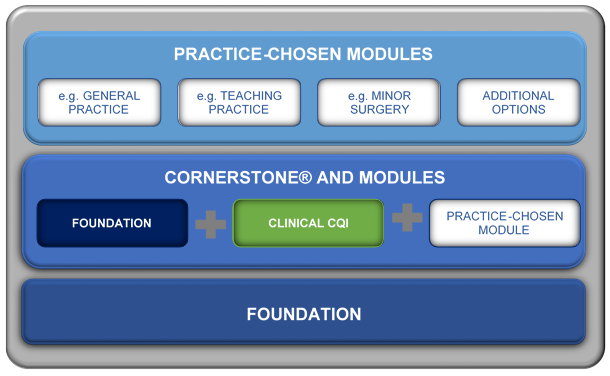 PRACTICE-CHOSEN MODULES
e.g. GENERAL
PRACTICE
e.g. TEACHING
PRACTICE
e.g. MINOR
SURGERY
ADDITIONAL
OPTIONS
CORNERSTONE® AND MODULES
FOUNDATION
CLINICAL CQI
PRACTICE-CHOSEN
MODULE
FOUNDATION